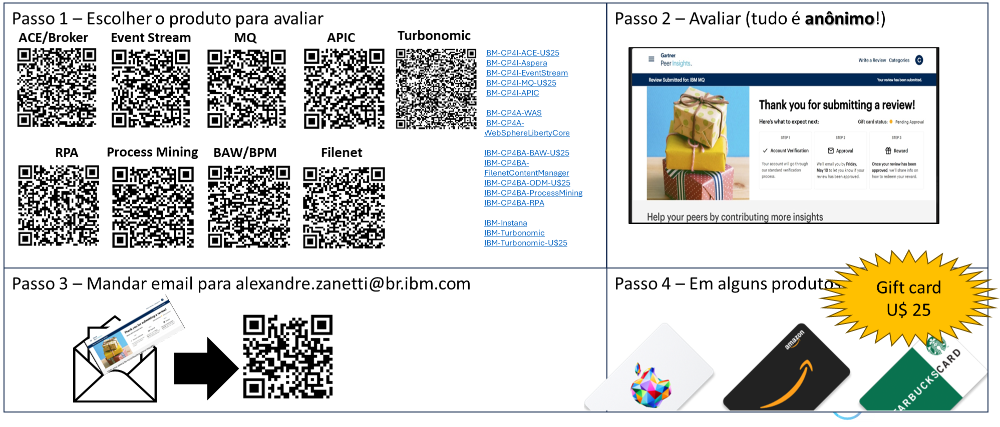 Passo 1 – Escolher o produto para avaliar
ACE/Broker
Event Stream
MQ
APIC
Turbonomic
BM-CP4I-ACE-U$25
BM-CP4I-Aspera
BM-CP4I-EventStream
BM-CP4I-MQ-U$25
BM-CP4I-APIC
BM-CP4A-WAS
BM-CP4A-
WebSphereLibertyCore
RPA
Process Mining
BAW/BPM
Filenet
IBM-CP4BA-BAW-U$25
IBM-CP4BA-
FilenetContentManager
IBM-CP4BA-ODM-U$25
IBM-CP4BA-ProcessMining
IBM-CP4BA-RPA
IBM-Instana
IBM-Turbonomic
IBM-Turbonomic-U$25
Passo 2 – Avaliar (tudo é anônimo!)
Gartner
Peer Insights.
Write a Review Categories C
Review Submitted for: IBM MQ
Your review has been submitted.
Thank you for submitting a review!
Here's what to expect next:
Gift card status: Pending Approval
STEP 1
Account Verification
Your account will go through
our standard verification
process.
STEP 2
Approval
We'll email you by Friday,
May 10 to let you know if your
review has been approved.
STEP 3
Reward
Once your review has been
approved, we'll share info on
how to redeem your reward.
Help your peers by contributing more insights
Passo 3 – Mandar email para alexandre.zanetti@br.ibm.com
Thank you for submitting a review!
Passo 4 – Em alguns produtos
Gift card
U$ 25
amazon
STARBUCKS CARD